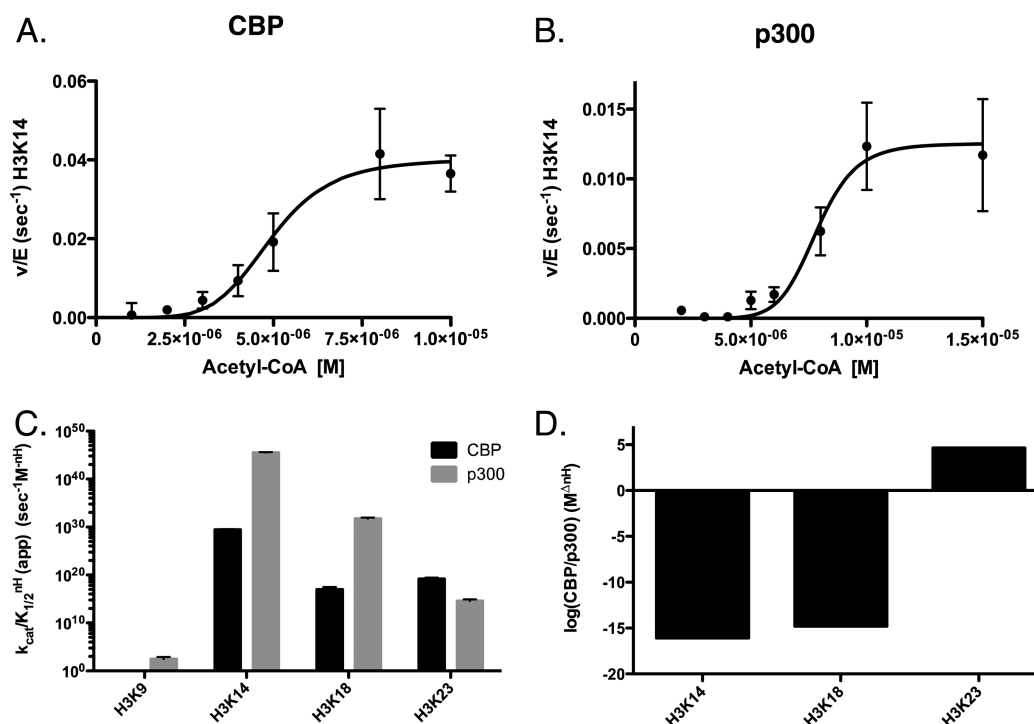 A.
CBP
v/E (sec⁻¹) H3K14
0.06
0.04
0.02
0.00
0 2.5×10⁻⁰⁶ 5.0×10⁻⁰⁶ 7.5×10⁻⁰⁶ 1.0×10⁻⁰⁵
Acetyl-CoA [M]
B.
p300
v/E (sec⁻¹) H3K14
0.015
0.010
0.005
0.000
0 5.0×10⁻⁰⁶ 1.0×10⁻⁰⁵ 1.5×10⁻⁰⁵
Acetyl-CoA [M]
C.
k_cat/K_1/2^nH (app) (sec⁻¹M⁻ⁿᴴ)
10⁵⁰
10⁴⁰
10³⁰
10²⁰
10¹⁰
10⁰
CBP
p300
H3K9 H3K14 H3K18 H3K23
D.
log(CBP/p300) (M^ΔnH)
5
0
-5
-10
-15
-20
H3K14 H3K18 H3K23